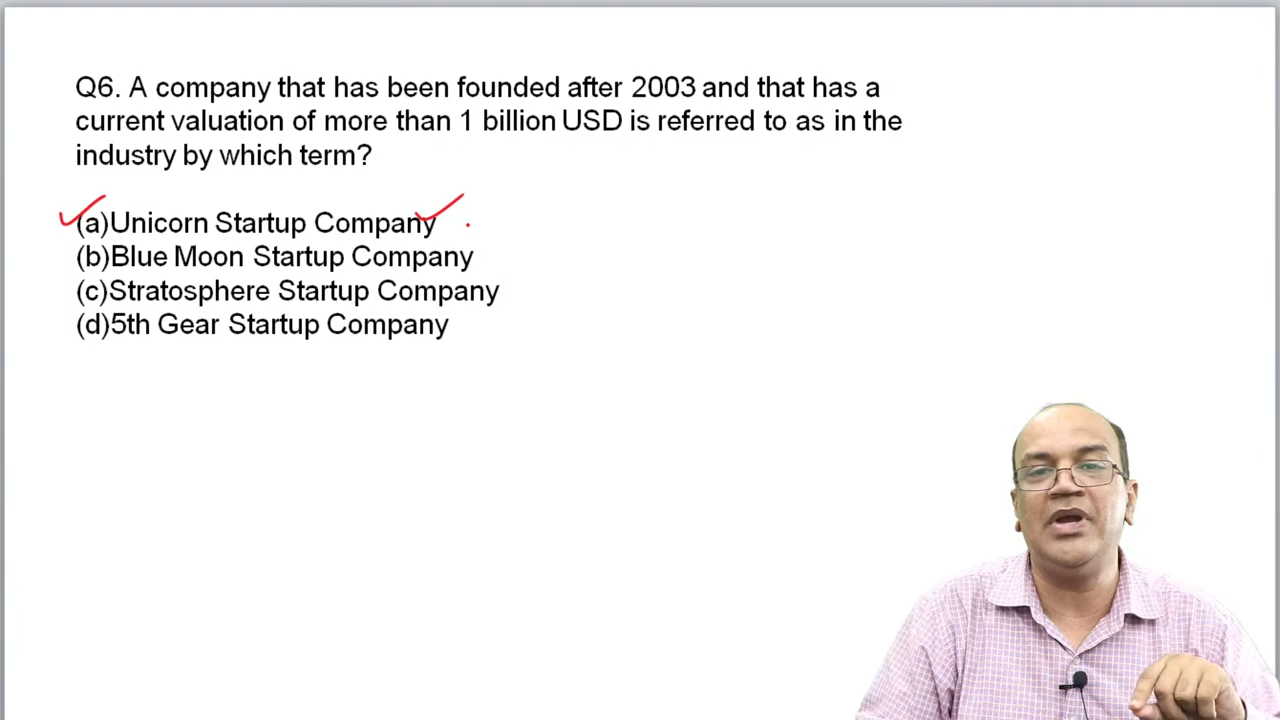 Q6. A company that has been founded after 2003 and that has a
current valuation of more than 1 billion USD is referred to as in the
industry by which term?
(a)Unicorn Startup Company
(b)Blue Moon Startup Company
(c)Stratosphere Startup Company
(d)5th Gear Startup Company